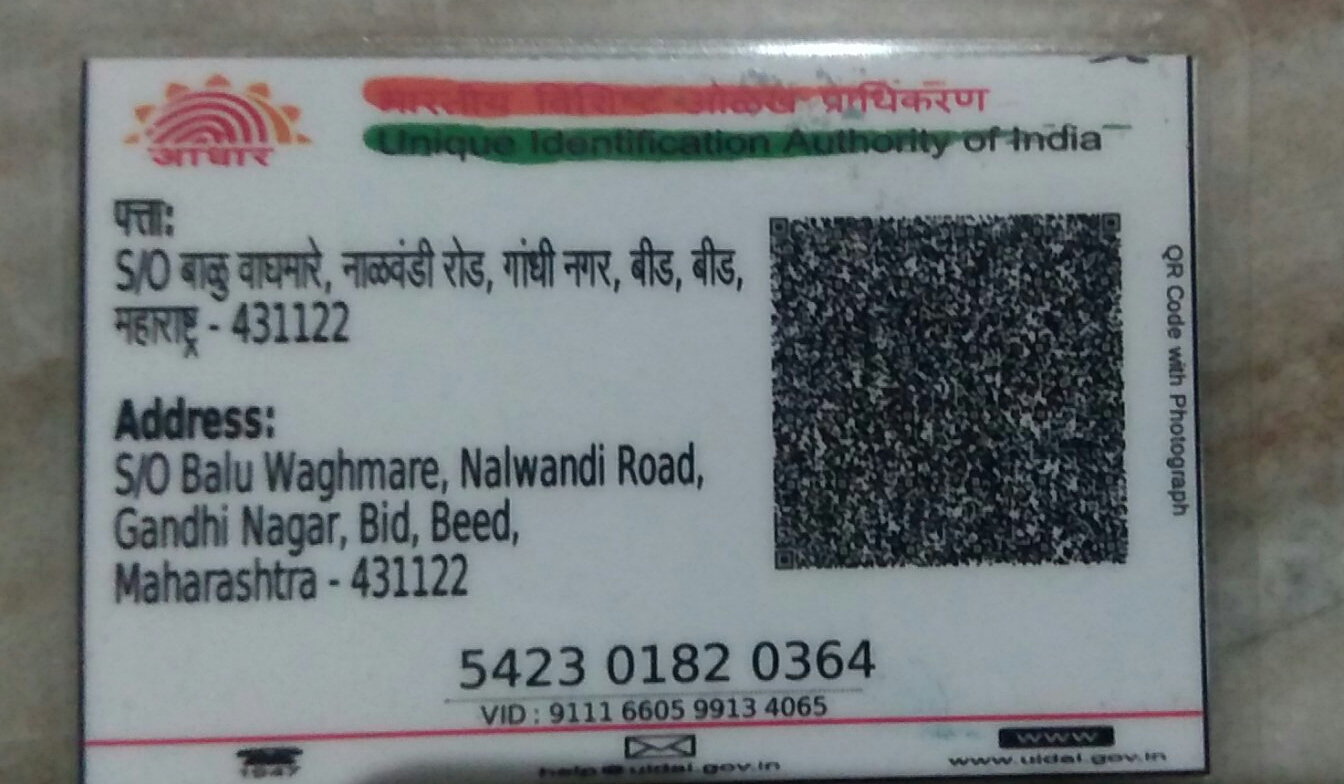 भारतीय विशिष्ट ओळख प्राधिकरण
Unique Identification Authority of India
आधार
पत्ता:
S/O बाळु वाघमारे, नाळवंडी रोड, गांधी नगर, बीड, बीड,
महाराष्ट्र - 431122
QR Code with Photograph
Address:
S/O Balu Waghmare, Nalwandi Road,
Gandhi Nagar, Bid, Beed,
Maharashtra - 431122
5423 0182 0364
VID : 9111 6605 9913 4065
1947
help@uidai.gov.in
www
www.uidai.gov.in